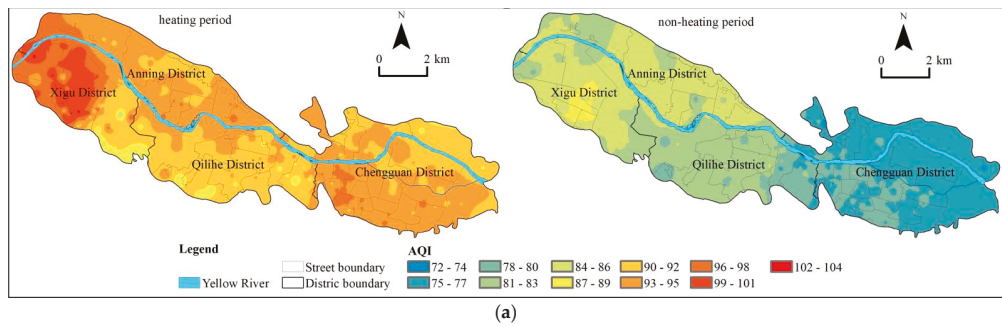 heating period
N
2 km
Anning District
Xigu District
Qilihe District
Chengguan District
non-heating period
N
2 km
Anning District
Xigu District
Qilihe District
Chengguan District
Legend
Yellow River
Street boundary
Distric boundary
AQI
72 - 74
75 - 77
78 - 80
81 - 83
84 - 86
87 - 89
90 - 92
93 - 95
96 - 98
99 - 101
102 - 104
(a)